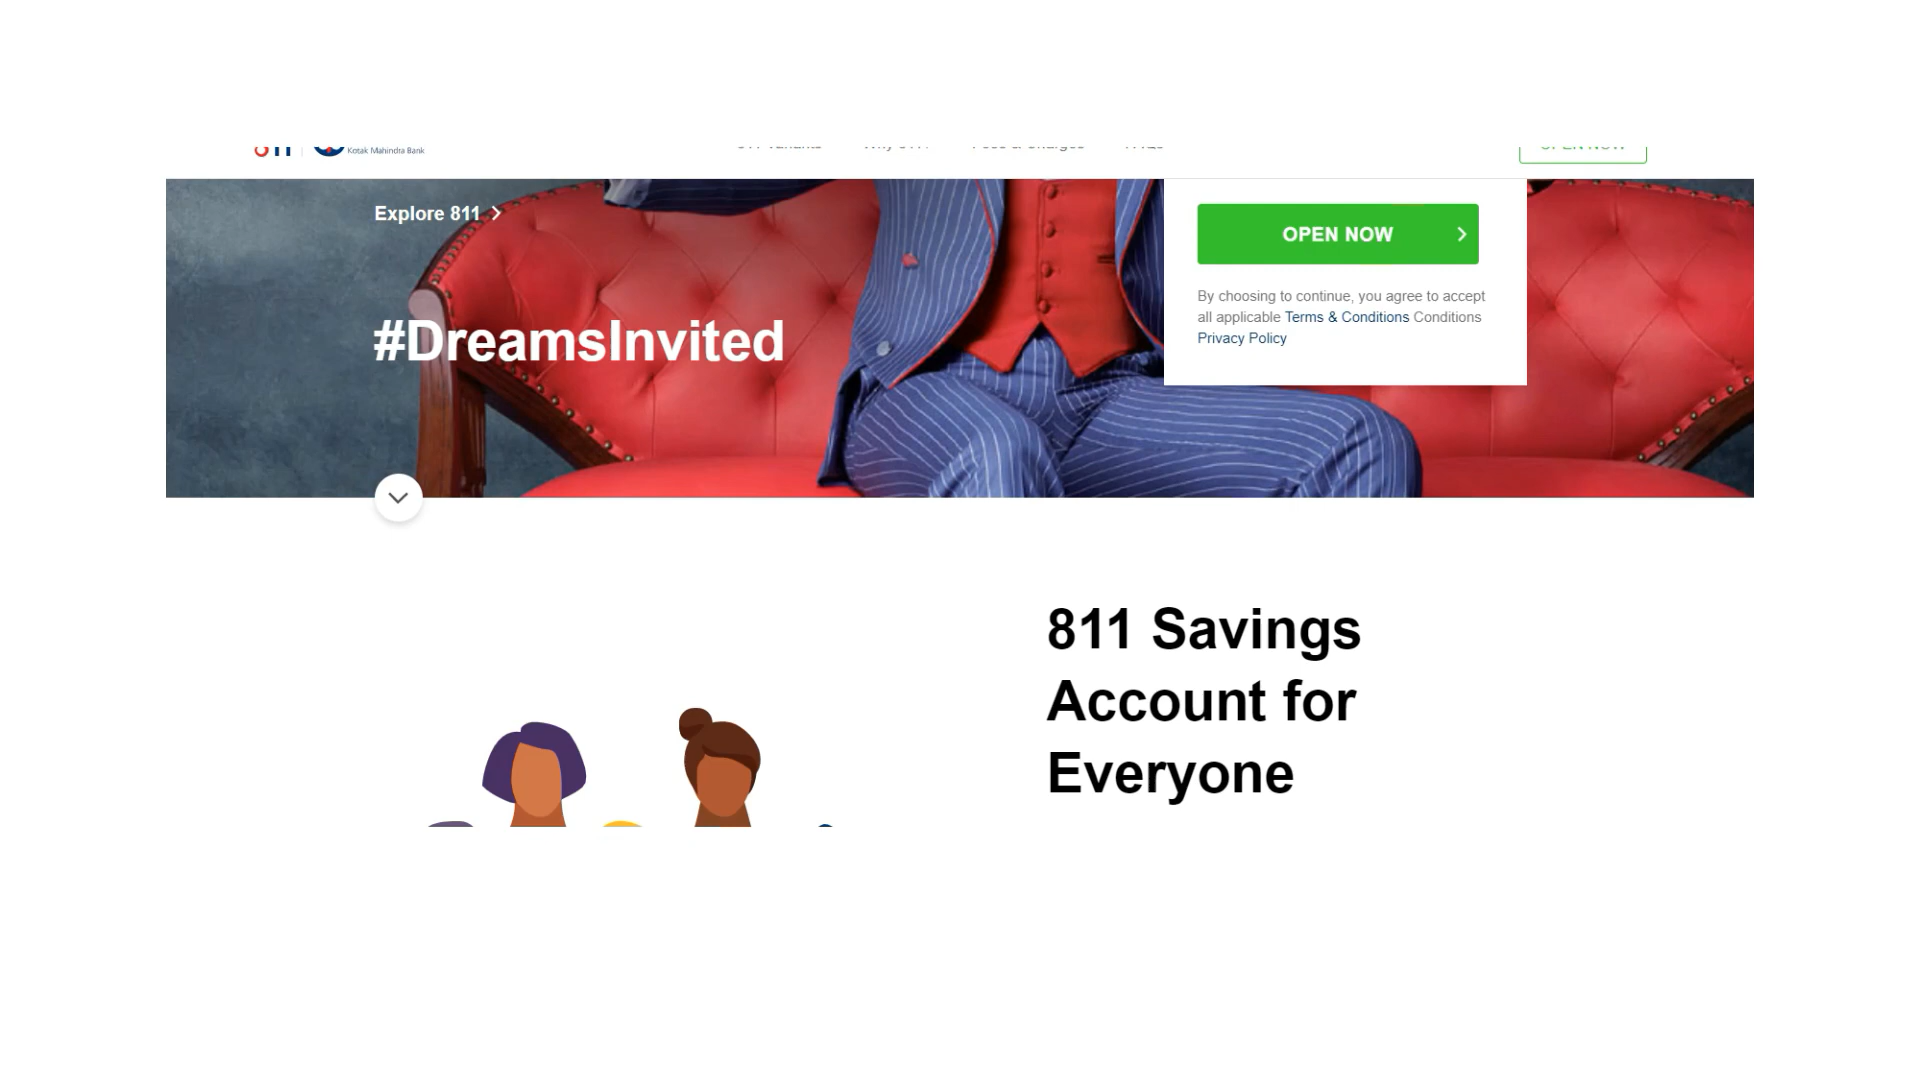 Kotak Mahindra Bank
Explore 811
OPEN NOW
By choosing to continue, you agree to accept
all applicable Terms & Conditions Conditions
Privacy Policy
#DreamsInvited
811 Savings
Account for
Everyone